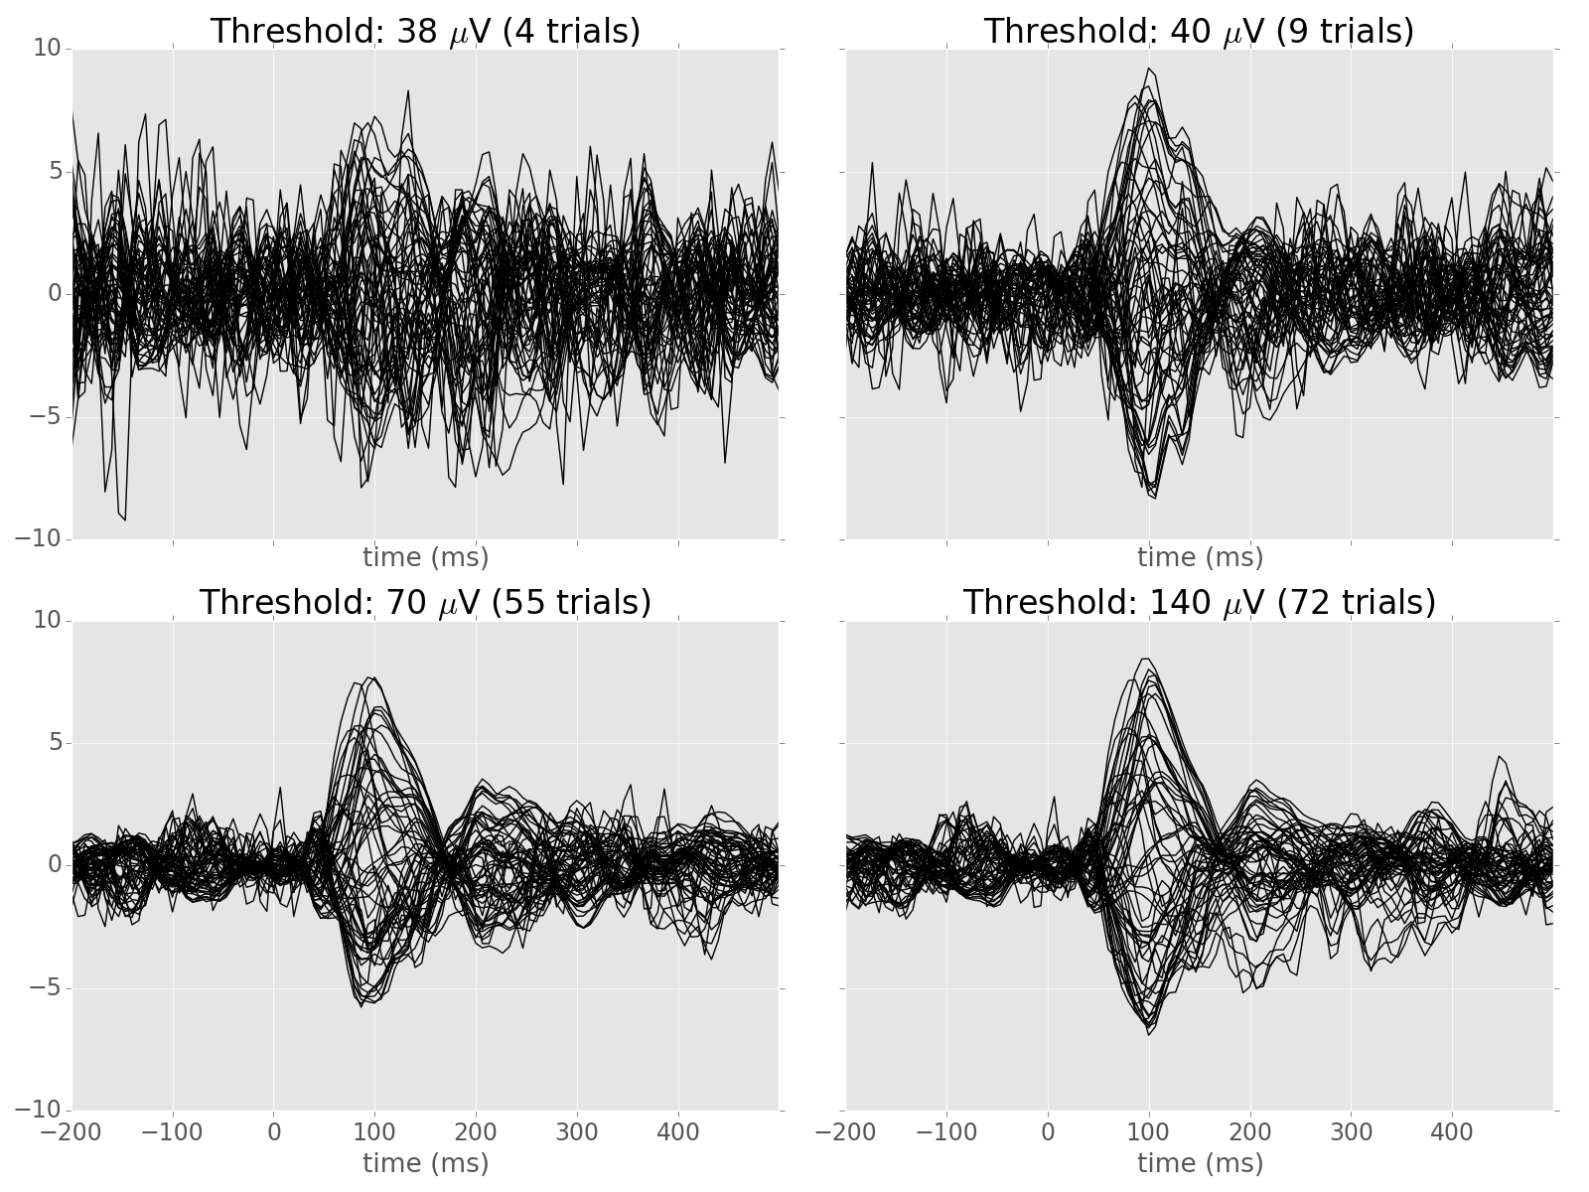 Threshold: 38 μV (4 trials)
10
5
0
−5
−10
time (ms)
Threshold: 40 μV (9 trials)
time (ms)
Threshold: 70 μV (55 trials)
10
5
0
−5
−10
−200 −100 0 100 200 300 400
time (ms)
Threshold: 140 μV (72 trials)
−200 −100 0 100 200 300 400
time (ms)